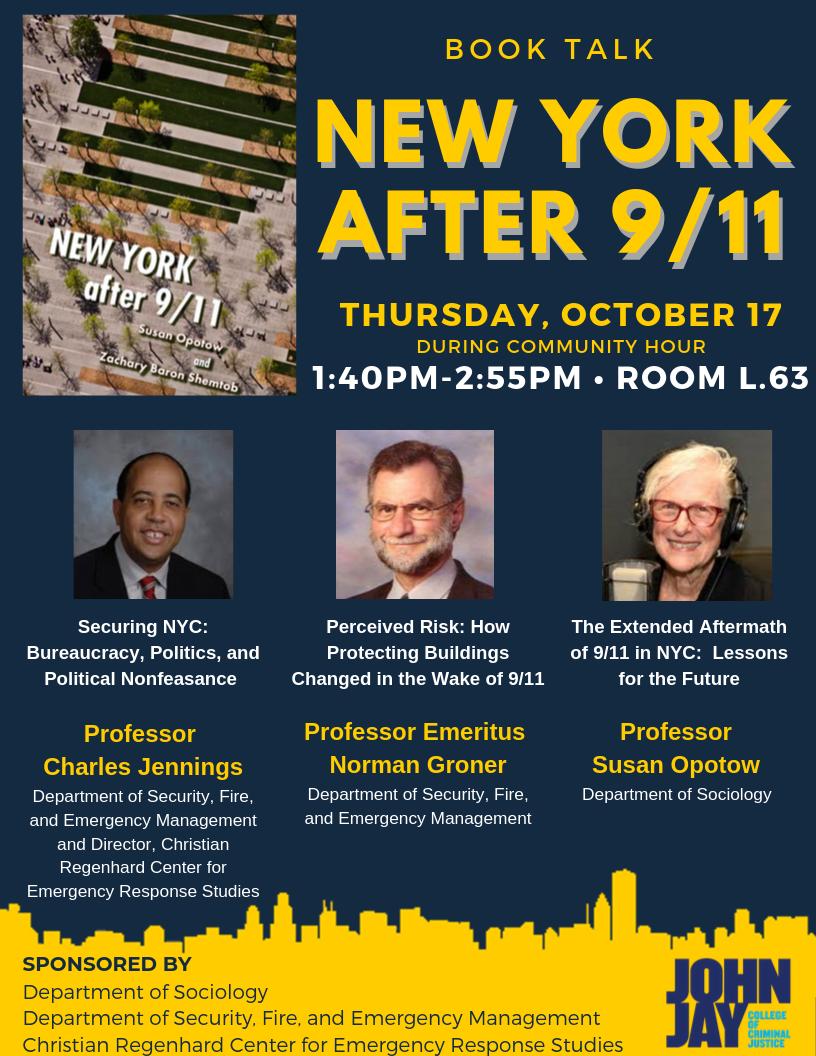 BOOK TALK
NEW YORK
AFTER 9/11
NEW YORK
after 9/11
Susan Opotow
and
Zachary Baron Shemtob
THURSDAY, OCTOBER 17
DURING COMMUNITY HOUR
1:40PM-2:55PM • ROOM L.63
Securing NYC:
Bureaucracy, Politics, and
Political Nonfeasance
Professor
Charles Jennings
Department of Security, Fire,
and Emergency Management
and Director, Christian
Regenhard Center for
Emergency Response Studies
Perceived Risk: How
Protecting Buildings
Changed in the Wake of 9/11
Professor Emeritus
Norman Groner
Department of Security, Fire,
and Emergency Management
The Extended Aftermath
of 9/11 in NYC: Lessons
for the Future
Professor
Susan Opotow
Department of Sociology
SPONSORED BY
Department of Sociology
Department of Security, Fire, and Emergency Management
Christian Regenhard Center for Emergency Response Studies
JOHN
JAY
COLLEGE
OF
CRIMINAL
JUSTICE